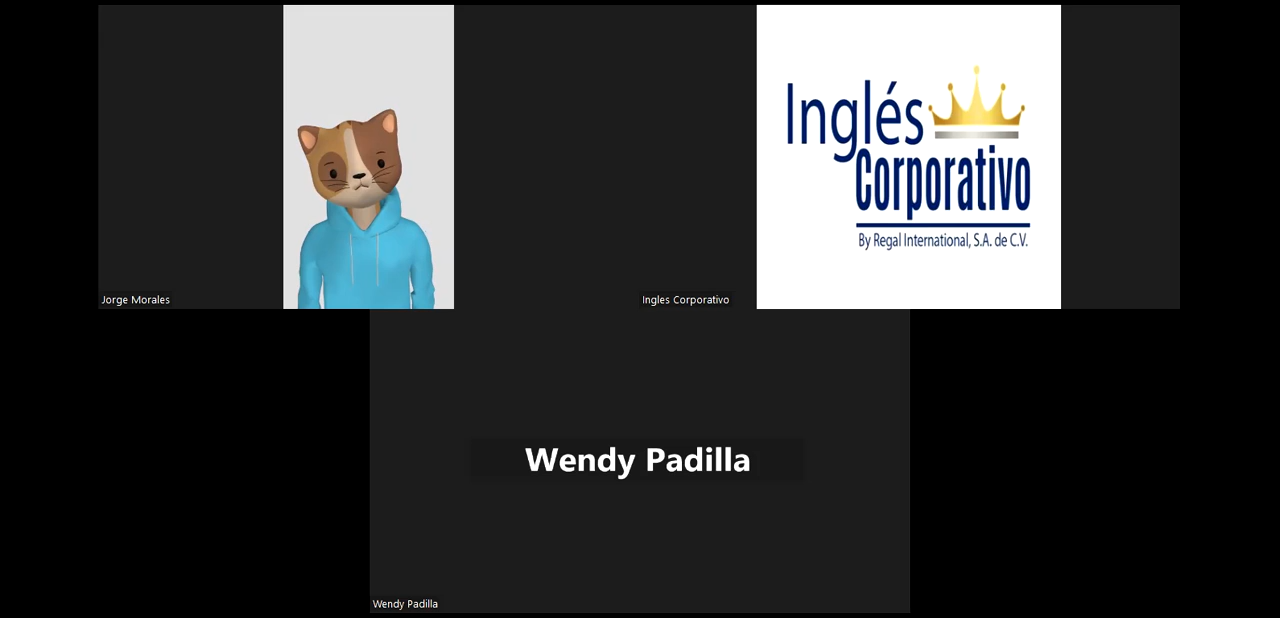 Inglés
Corporativo
By Regal International, S.A. de C.V.
Jorge Morales
Ingles Corporativo
Wendy Padilla
Wendy Padilla